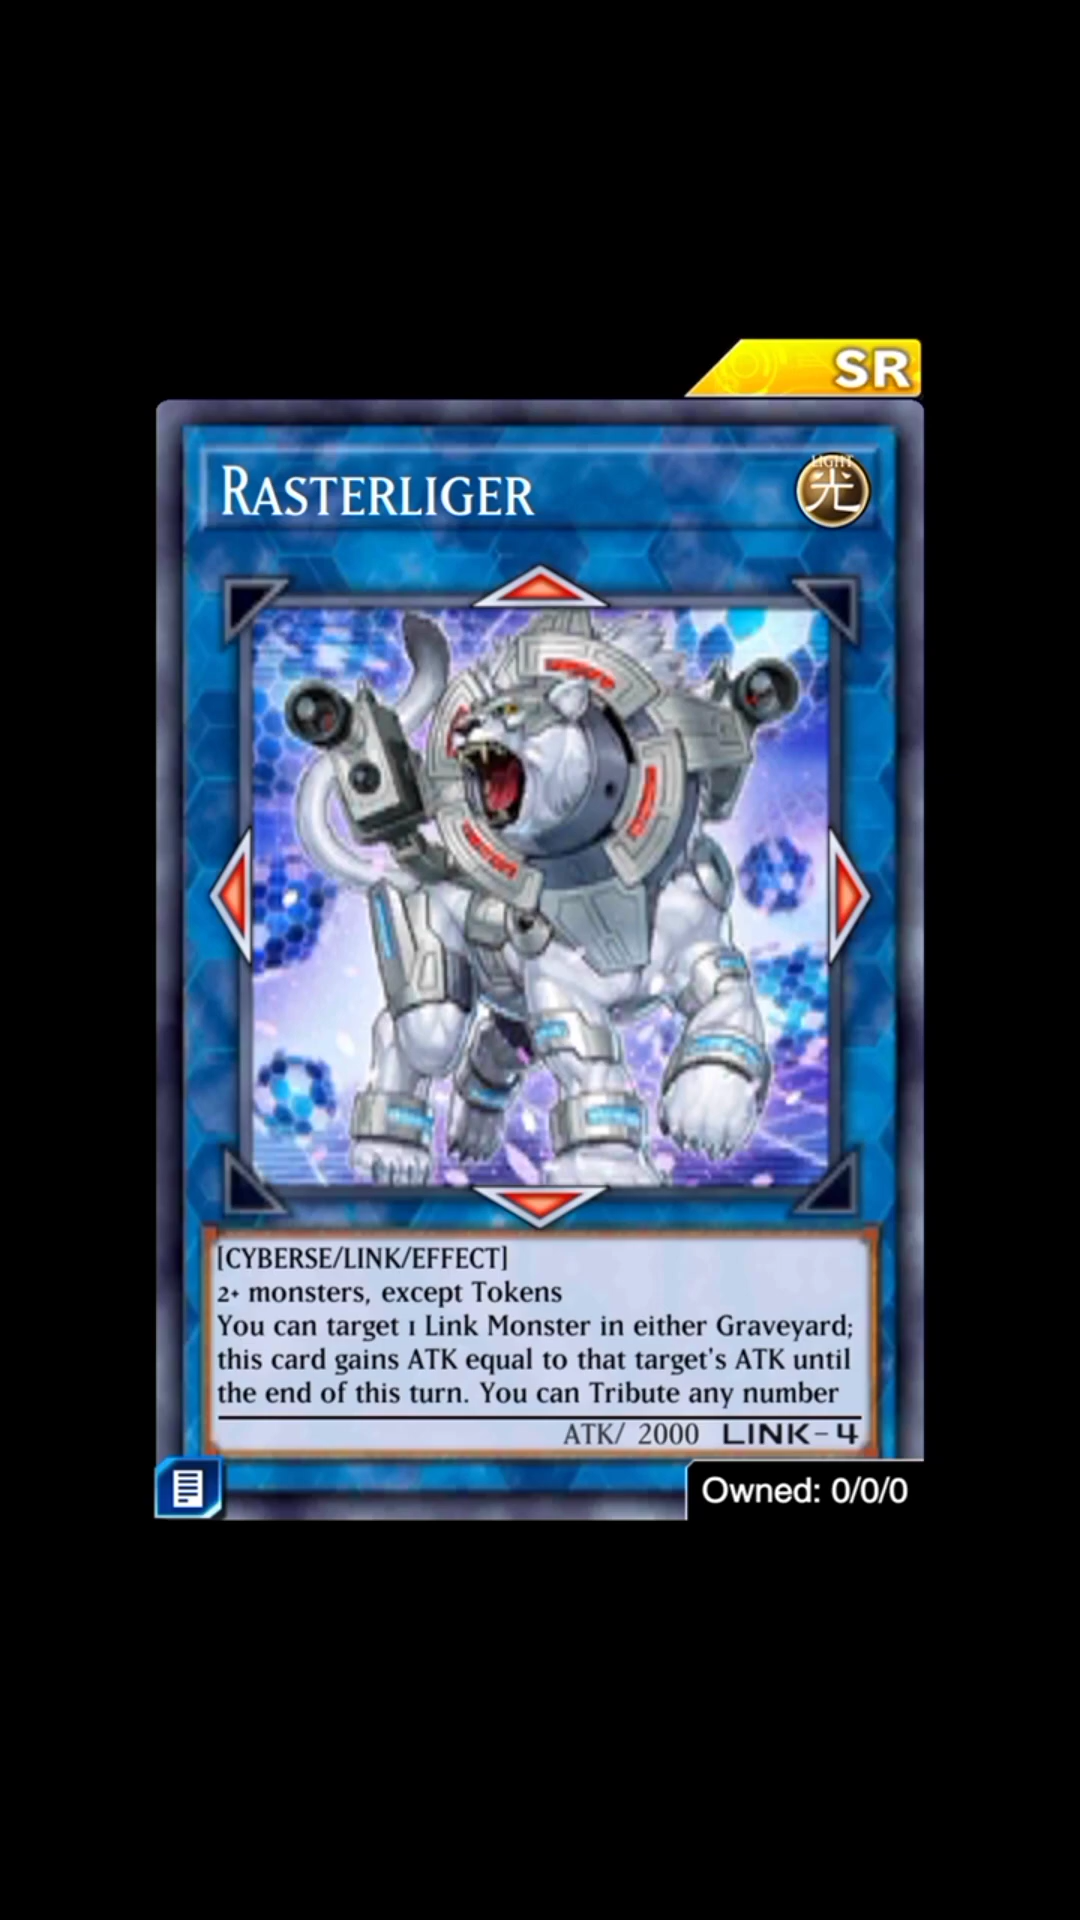 SR
RASTERLIGER
LIGHT
光
[CYBERSE/LINK/EFFECT]
2+ monsters, except Tokens
You can target 1 Link Monster in either Graveyard;
this card gains ATK equal to that target's ATK until
the end of this turn. You can Tribute any number
ATK/ 2000 LINK-4
Owned: 0/0/0